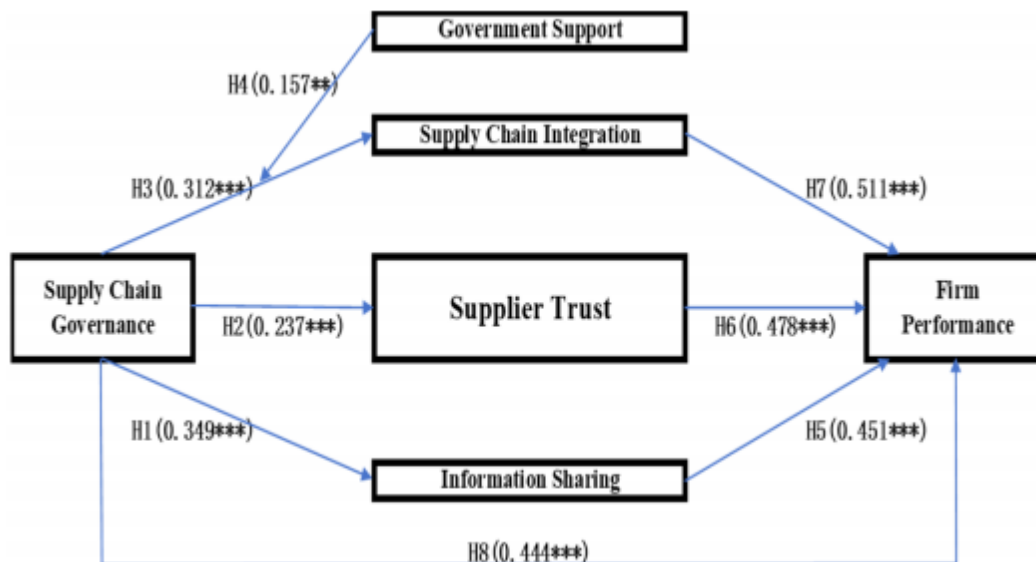 Government Support
H4(0.157**)
Supply Chain Integration
H3(0.312***)
H7(0.511***)
Supply Chain
Governance
Supplier Trust
Firm
Performance
H2(0.237***)
H6(0.478***)
H1(0.349***)
H5(0.451***)
Information Sharing
H8(0.444***)